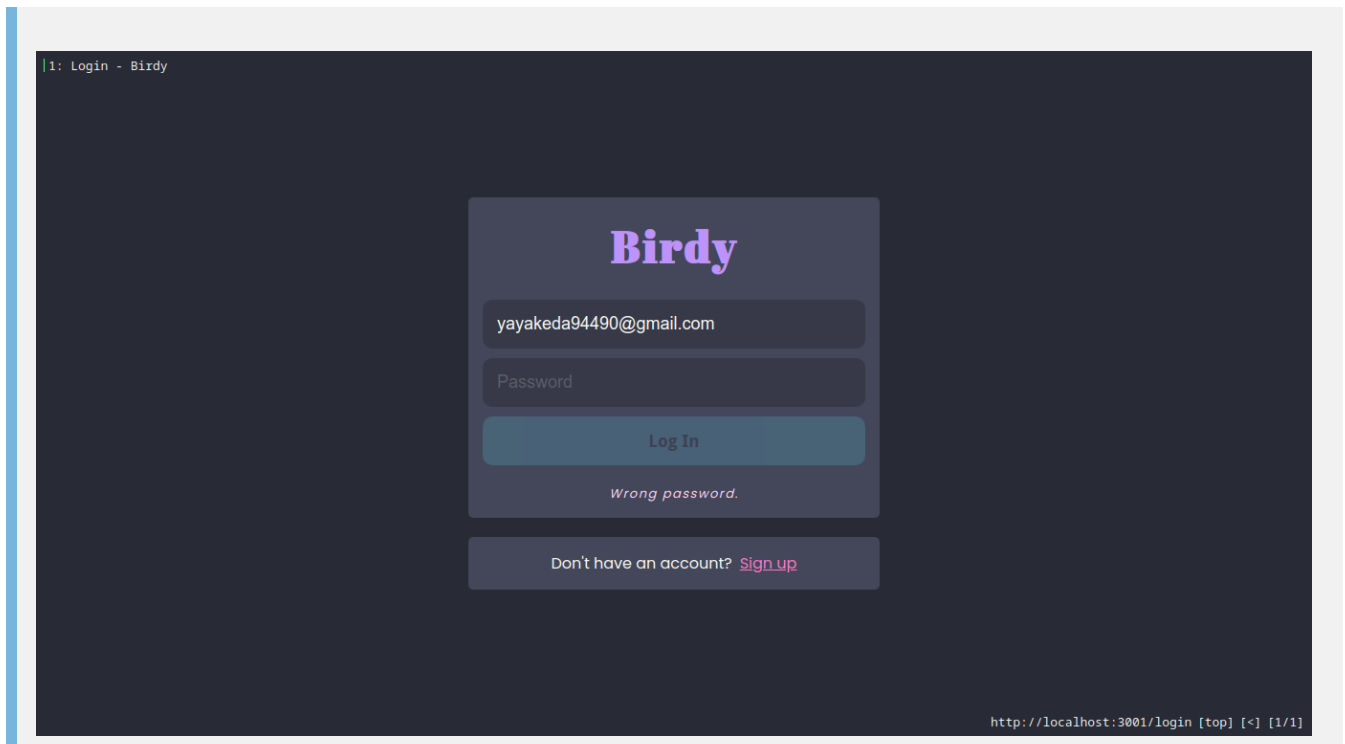 1: Login - Birdy
Birdy
yayakeda94490@gmail.com
Password
Log In
Wrong password.
Don't have an account? Sign up
http://localhost:3001/login [top] [<] [1/1]